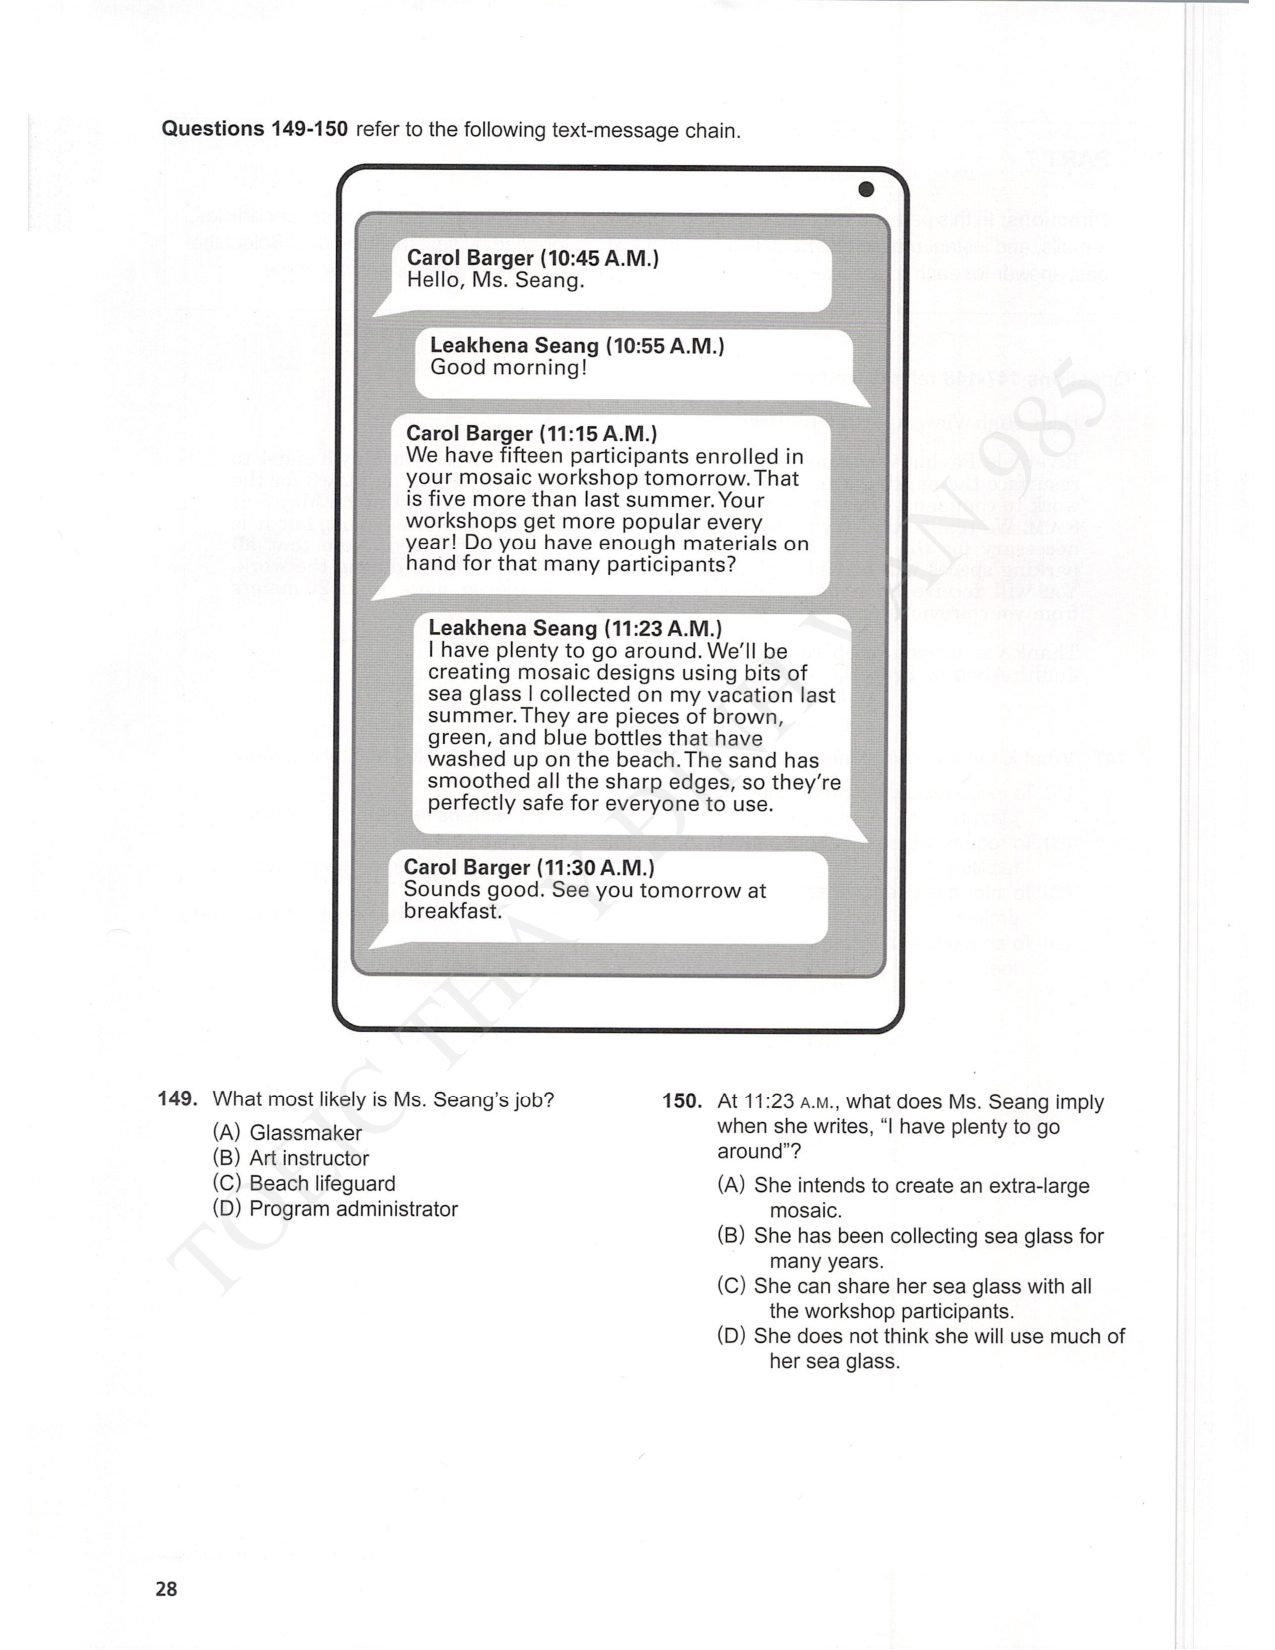 Questions 149-150 refer to the following text-message chain.
Carol Barger (10:45 A.M.)
Hello, Ms. Seang.
Leakhena Seang (10:55 A.M.)
Good morning!
Carol Barger (11:15 A.M.)
We have fifteen participants enrolled in
your mosaic workshop tomorrow. That
is five more than last summer. Your
workshops get more popular every
year! Do you have enough materials on
hand for that many participants?
Leakhena Seang (11:23 A.M.)
I have plenty to go around. We'll be
creating mosaic designs using bits of
sea glass I collected on my vacation last
summer. They are pieces of brown,
green, and blue bottles that have
washed up on the beach. The sand has
smoothed all the sharp edges, so they're
perfectly safe for everyone to use.
Carol Barger (11:30 A.M.)
Sounds good. See you tomorrow at
breakfast.
149. What most likely is Ms. Seang's job?
(A) Glassmaker
(B) Art instructor
(C) Beach lifeguard
(D) Program administrator
150. At 11:23 A.M., what does Ms. Seang imply
when she writes, "I have plenty to go
around"?
(A) She intends to create an extra-large
mosaic.
(B) She has been collecting sea glass for
many years.
(C) She can share her sea glass with all
the workshop participants.
(D) She does not think she will use much of
her sea glass.
28